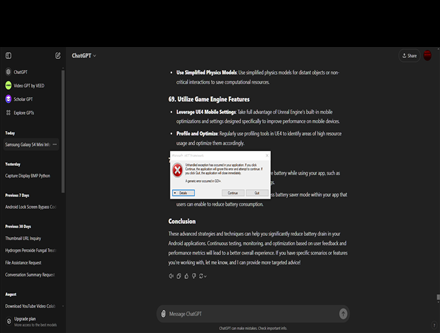 ChatGPT
Share
ChatGPT
Video GPT by VEED
Scholar GPT
Explore GPTs
Today
Samsung Galaxy S4 Mini Inf
Yesterday
Capture Display BMP Python
Previous 7 Days
Android Lock Screen Bypass
Previous 30 Days
Thumbnail URL Inquiry
Hydrogen Peroxide Fungal
File Assistance Request
Conversation Summary Request
August
Download YouTube Video
Upgrade plan
More access to the best models
• Use Simplified Physics Models: Use simplified physics models for distant objects or non-
critical interactions to save computational resources.
69. Utilize Game Engine Features
• Leverage UE4 Mobile Settings: Take full advantage of Unreal Engine's built-in mobile
optimizations and settings designed specifically to improve performance on mobile devices.
• Profile and Optimize: Regularly use profiling tools in UE4 to identify areas of high resource
usage and optimize them accordingly.
Unhandled exception has occurred in your application. If you click
Continue, the application will ignore this error and attempt to continue. If
you click Quit, the application will close immediately.
A generic error occurred in GDI+.
Details
Continue
Quit
battery while using your app, such as
battery saver mode within your app that
users can enable to reduce battery consumption.
Conclusion
These advanced strategies and techniques can help you significantly reduce battery drain in your
Android applications. Continuous testing, monitoring, and optimization based on user feedback and
performance metrics will lead to a better overall experience. If you have specific scenarios or features
you're working with, let me know, and I can provide more targeted advice!
Message ChatGPT
ChatGPT can make mistakes. Check important info.